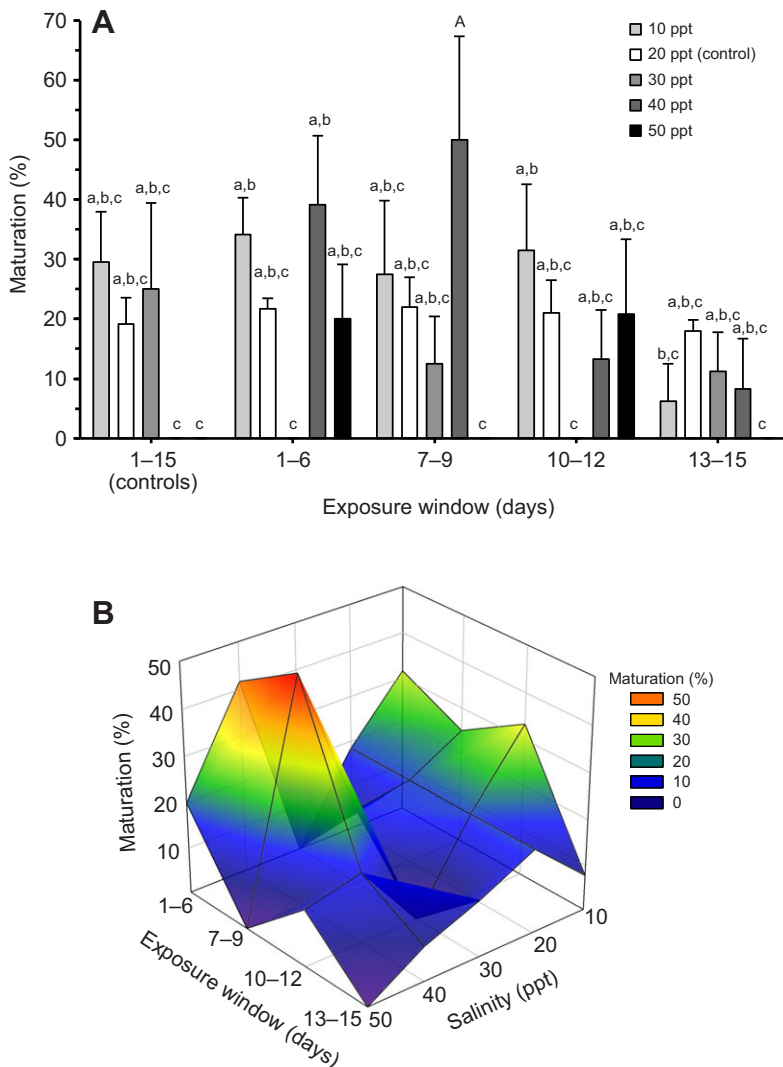 A
70
60
50
40
30
20
10
0
Maturation (%)
10 ppt
20 ppt (control)
30 ppt
40 ppt
50 ppt
a,b,c
a,b,c
a,b,c
c
c
a,b
a,b,c
c
a,b
a,b,c
a,b,c
a,b,c
a,b,c
A
c
a,b
a,b,c
c
a,b,c
a,b,c
b,c
a,b,c
a,b,c
a,b,c
c
1–15
(controls)
1–6
7–9
10–12
13–15
Exposure window (days)
B
50
40
30
20
10
Maturation (%)
1–6
7–9
10–12
13–15
Exposure window (days)
50
40
30
20
10
Salinity (ppt)
Maturation (%)
50
40
30
20
10
0